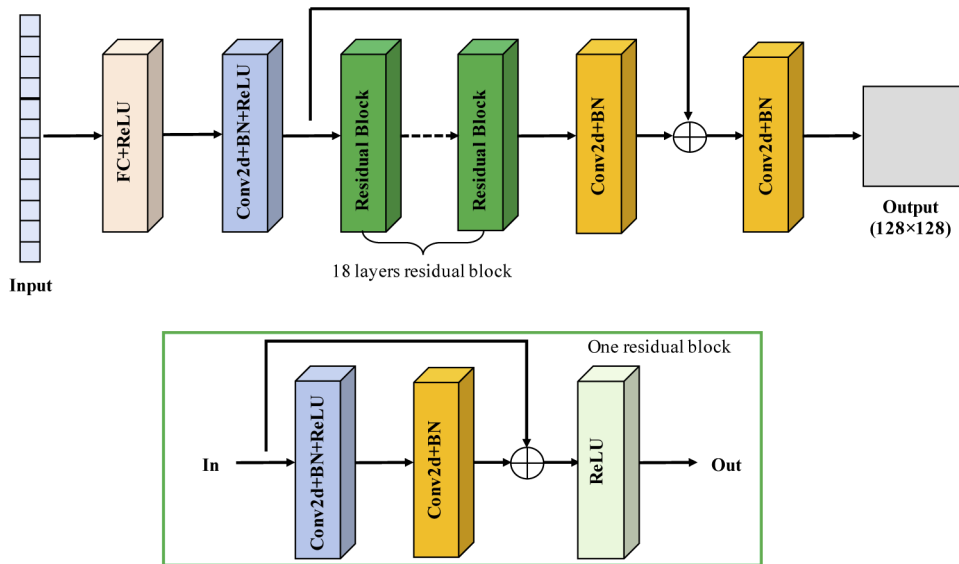 Input
FC+ReLU
Conv2d+BN+ReLU
Residual Block
Residual Block
18 layers residual block
Conv2d+BN
Conv2d+BN
Output
(128×128)
One residual block
In
Conv2d+BN+ReLU
Conv2d+BN
ReLU
Out